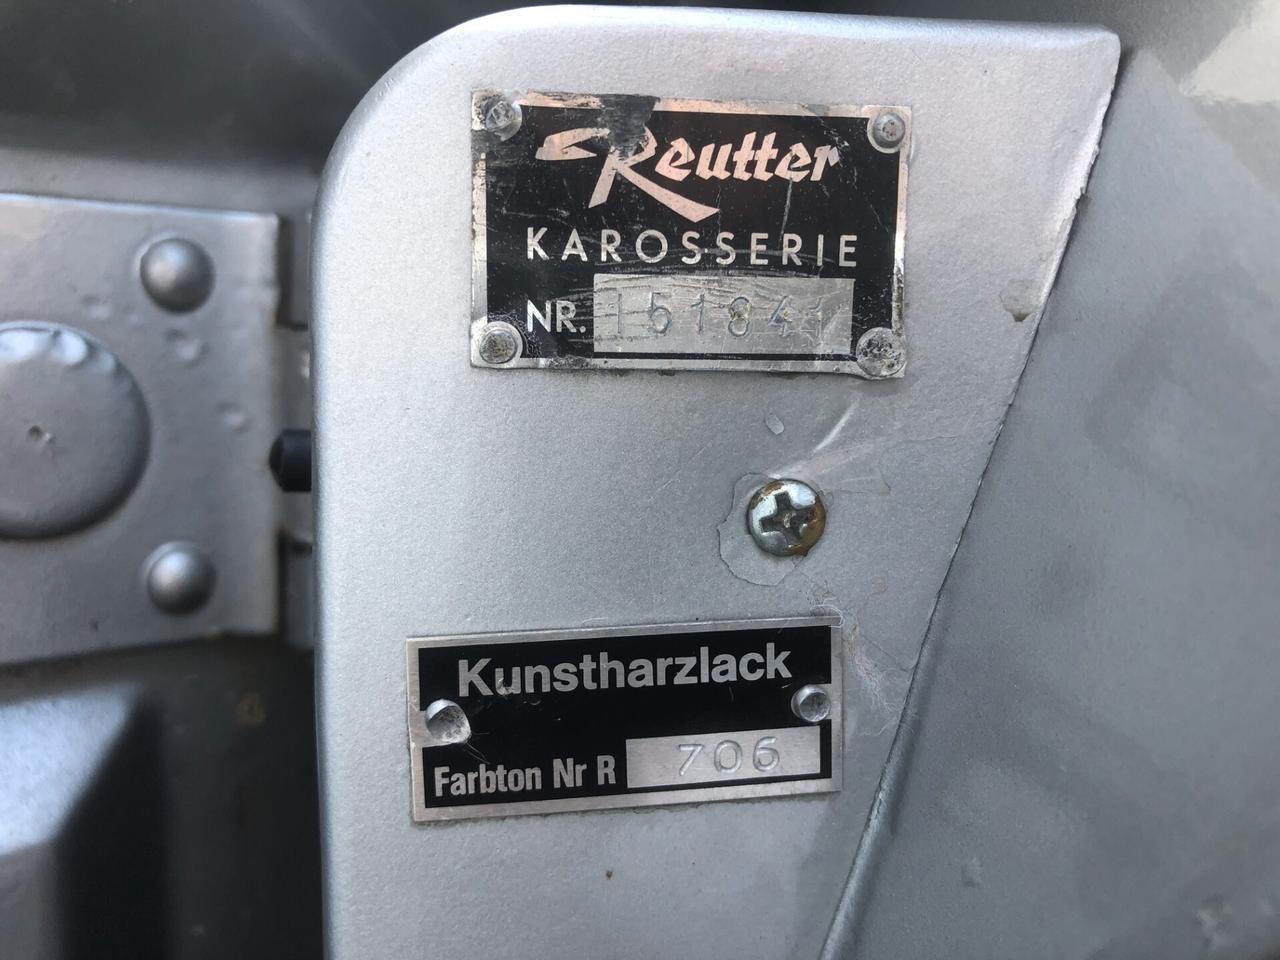 Reutter
KAROSSERIE
NR. 151841
Kunstharzlack
Farbton Nr R 706